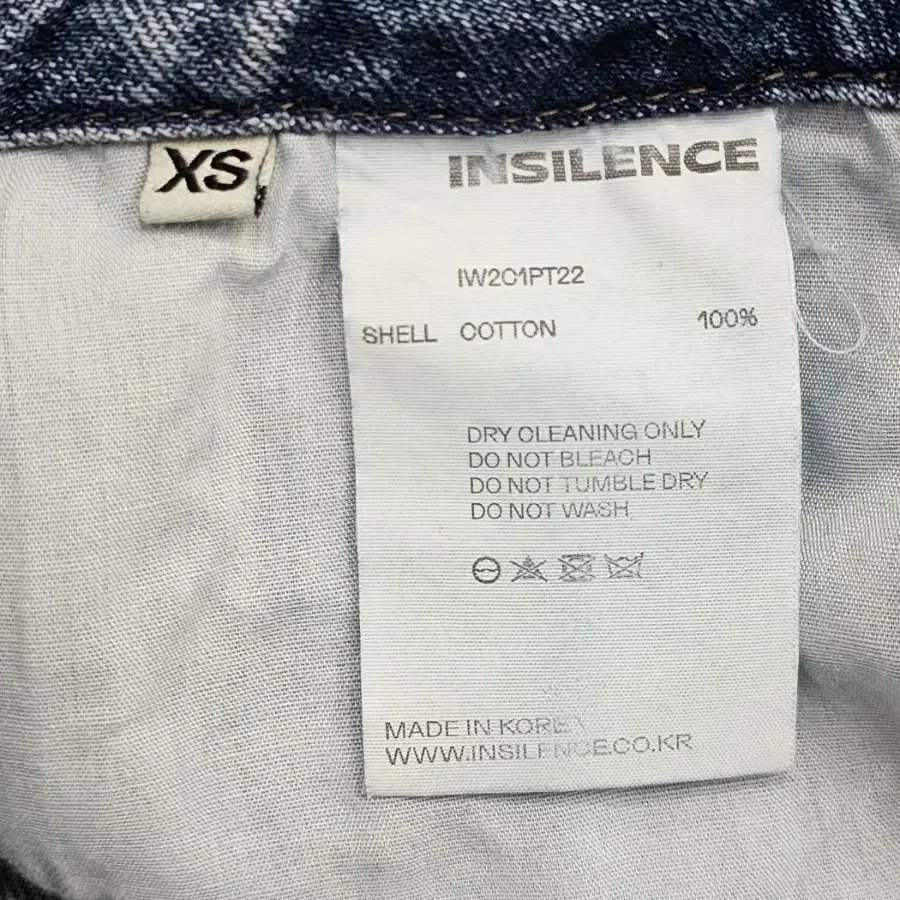 XS
INSILENCE
IW2C1PT22
SHELL COTTON 100%
DRY CLEANING ONLY
DO NOT BLEACH
DO NOT TUMBLE DRY
DO NOT WASH
MADE IN KOREA
WWW.INSILENCE.CO.KR